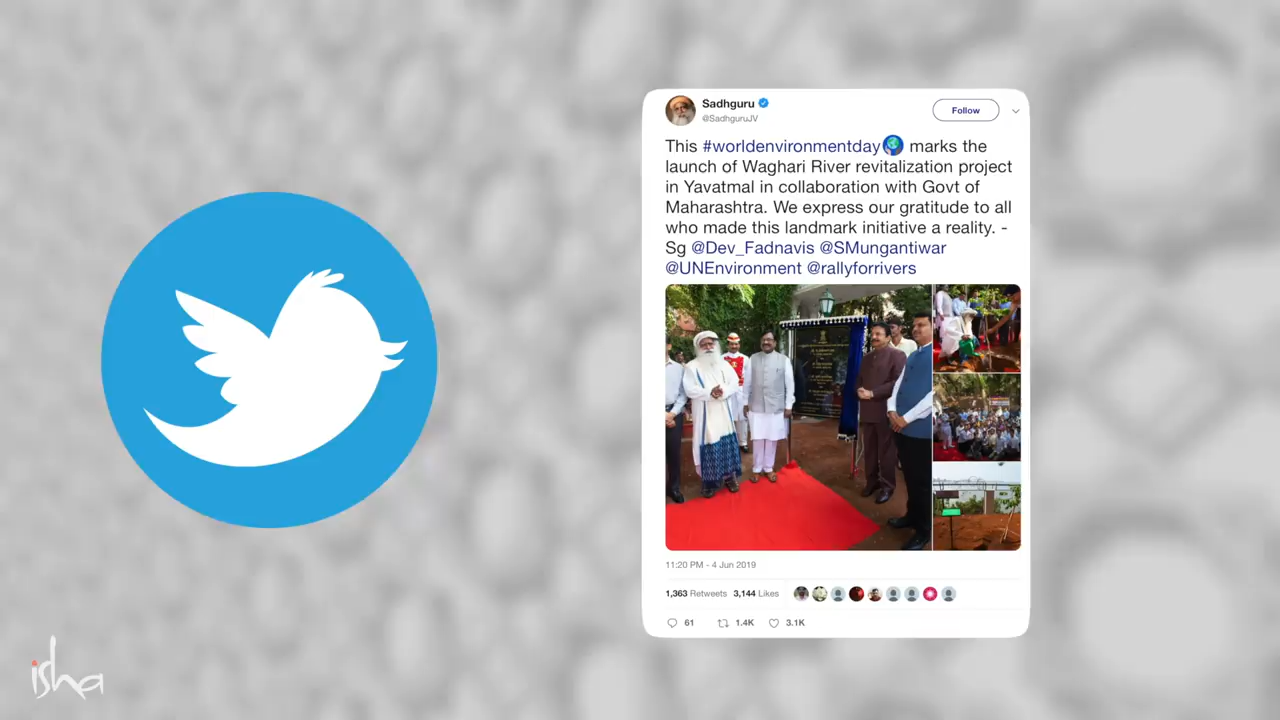 Sadhguru
@SadhguruJV
Follow
This #worldenvironmentday marks the
launch of Waghari River revitalization project
in Yavatmal in collaboration with Govt of
Maharashtra. We express our gratitude to all
who made this landmark initiative a reality. -
Sg @Dev_Fadnavis @SMungantiwar
@UNEnvironment @rallyforrivers
11:20 PM - 4 Jun 2019
1,363 Retweets 3,144 Likes
61 1.4K 3.1K
isha